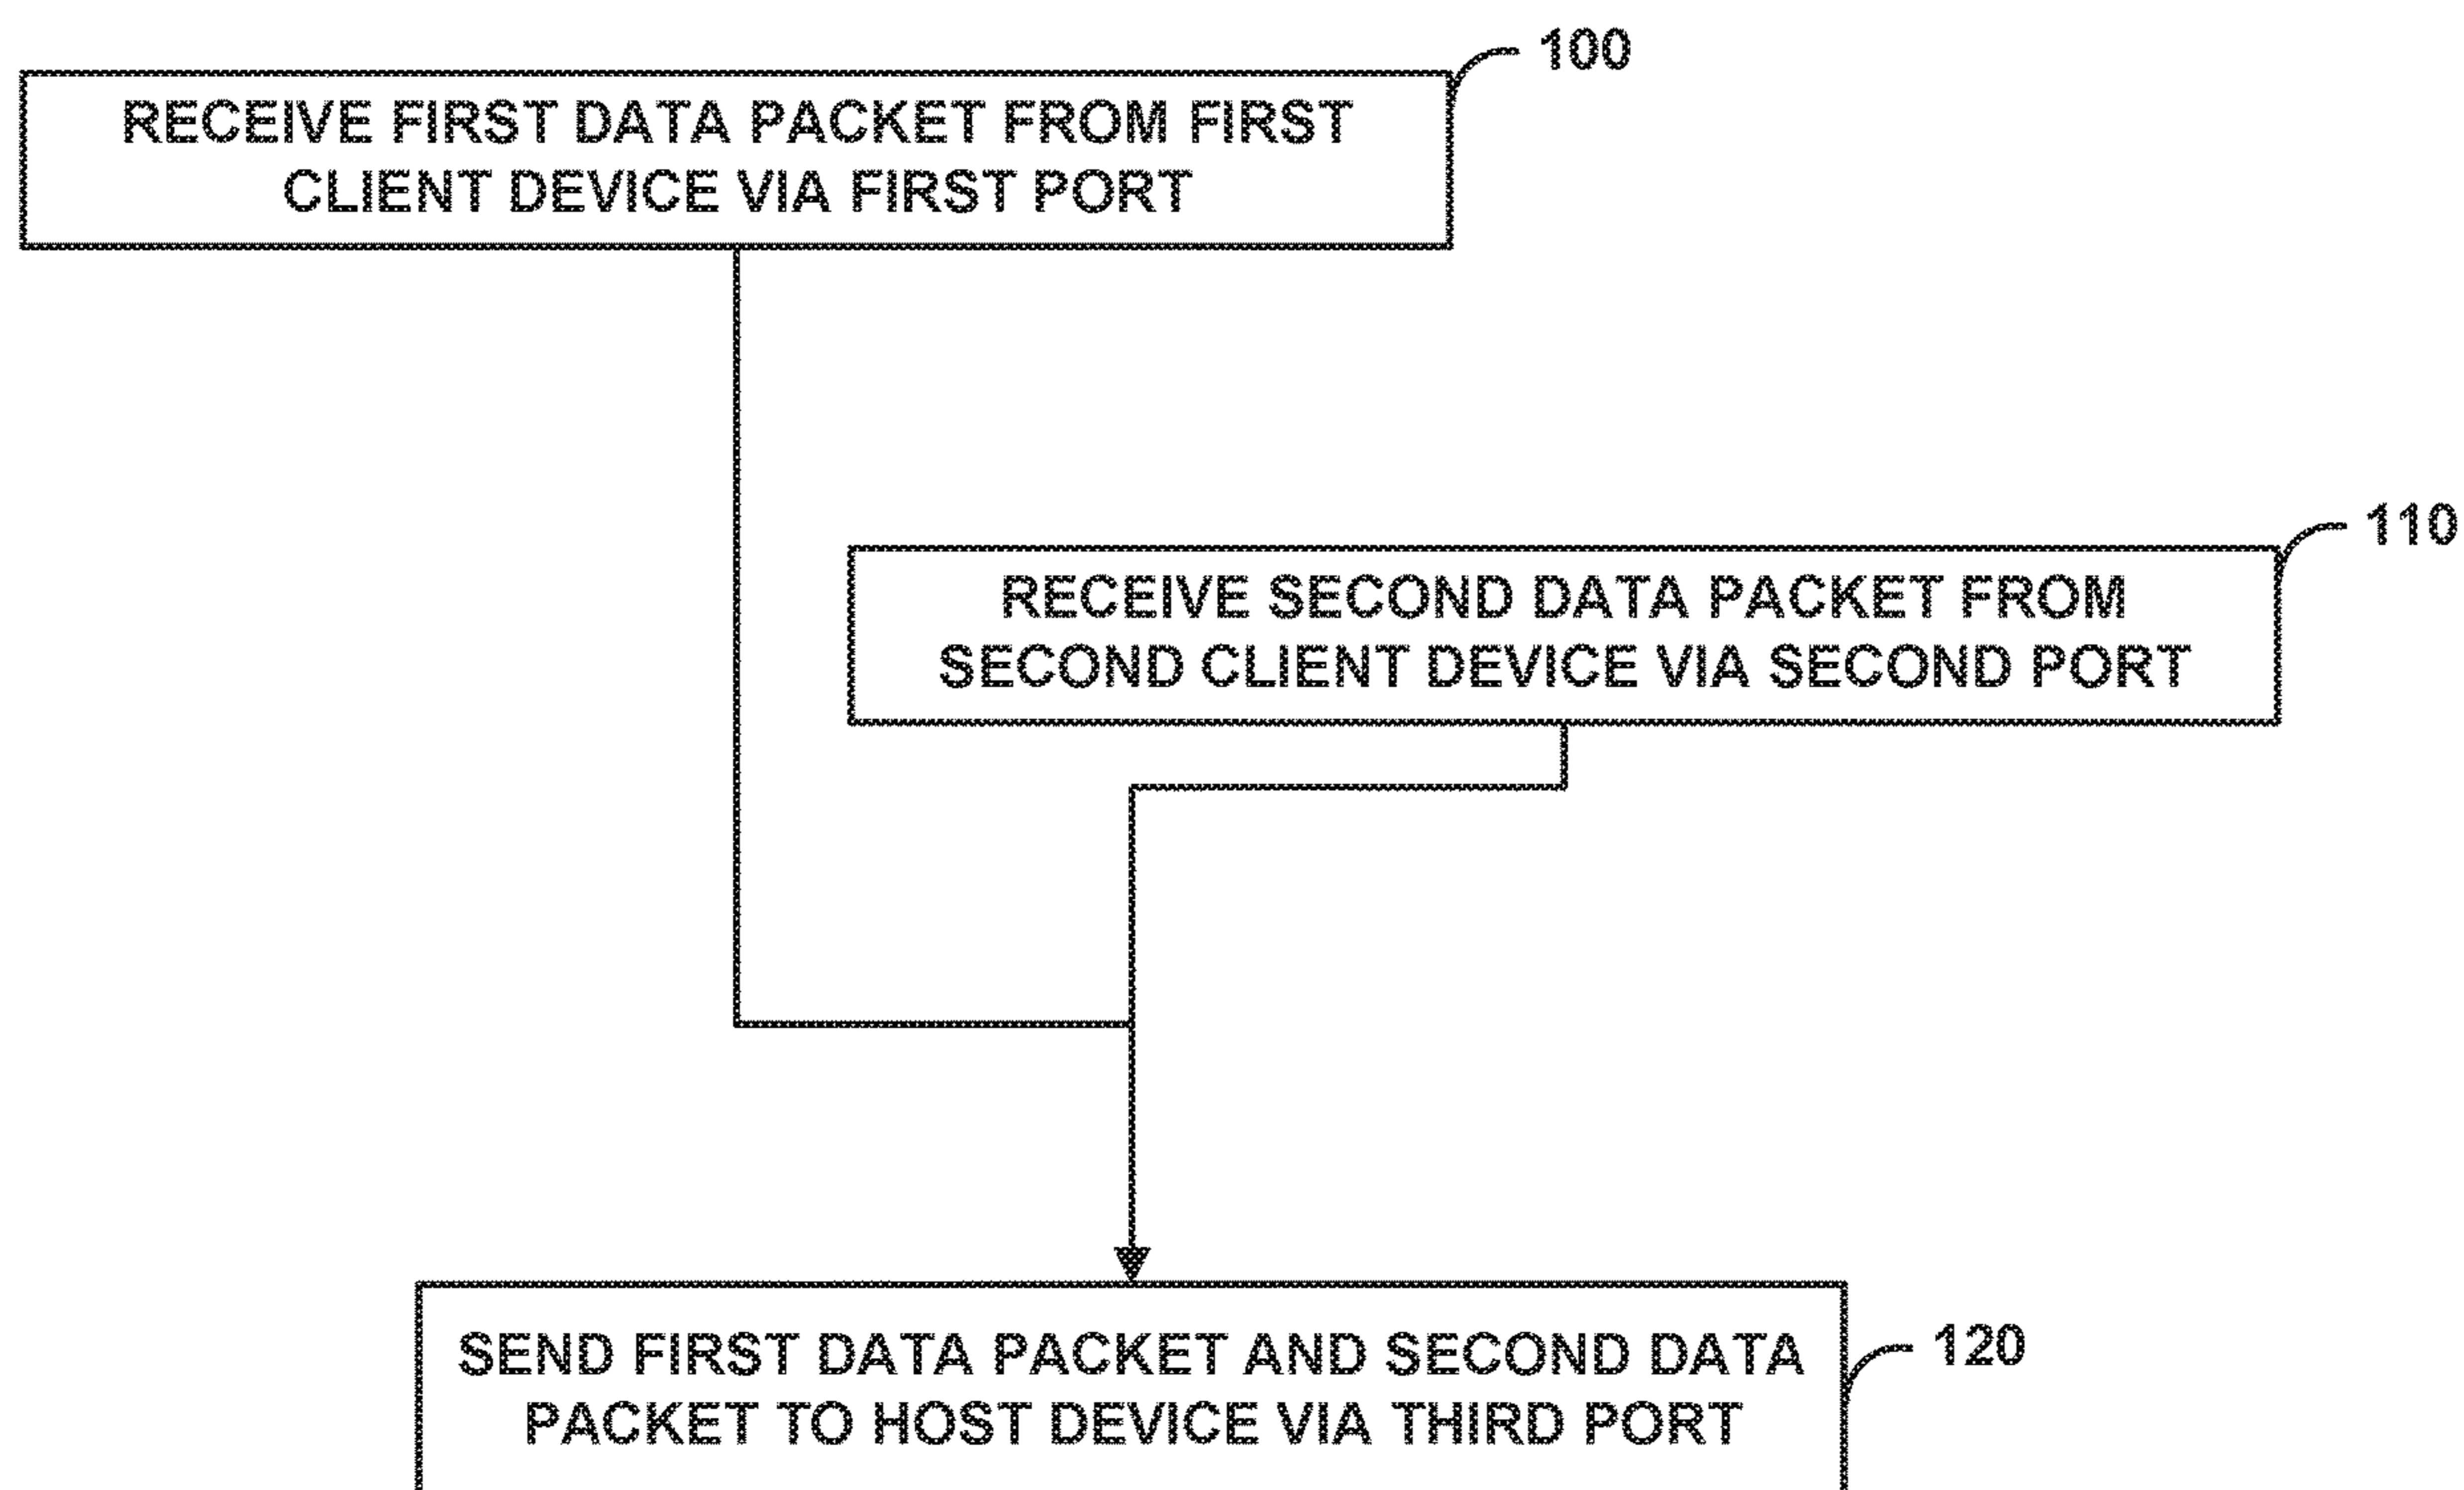 100
RECEIVE FIRST DATA PACKET FROM FIRST
CLIENT DEVICE VIA FIRST PORT
110
RECEIVE SECOND DATA PACKET FROM
SECOND CLIENT DEVICE VIA SECOND PORT
SEND FIRST DATA PACKET AND SECOND DATA
PACKET TO HOST DEVICE VIA THIRD PORT
120